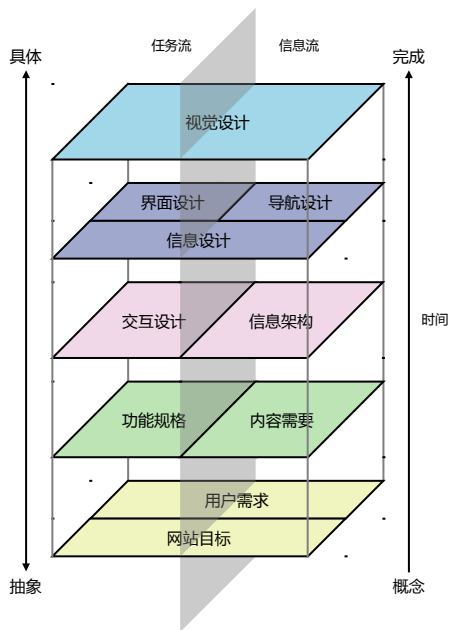 任务流
信息流
具体
完成
视觉设计
界面设计
导航设计
信息设计
交互设计
信息架构
时间
功能规格
内容需要
用户需求
网站目标
抽象
概念